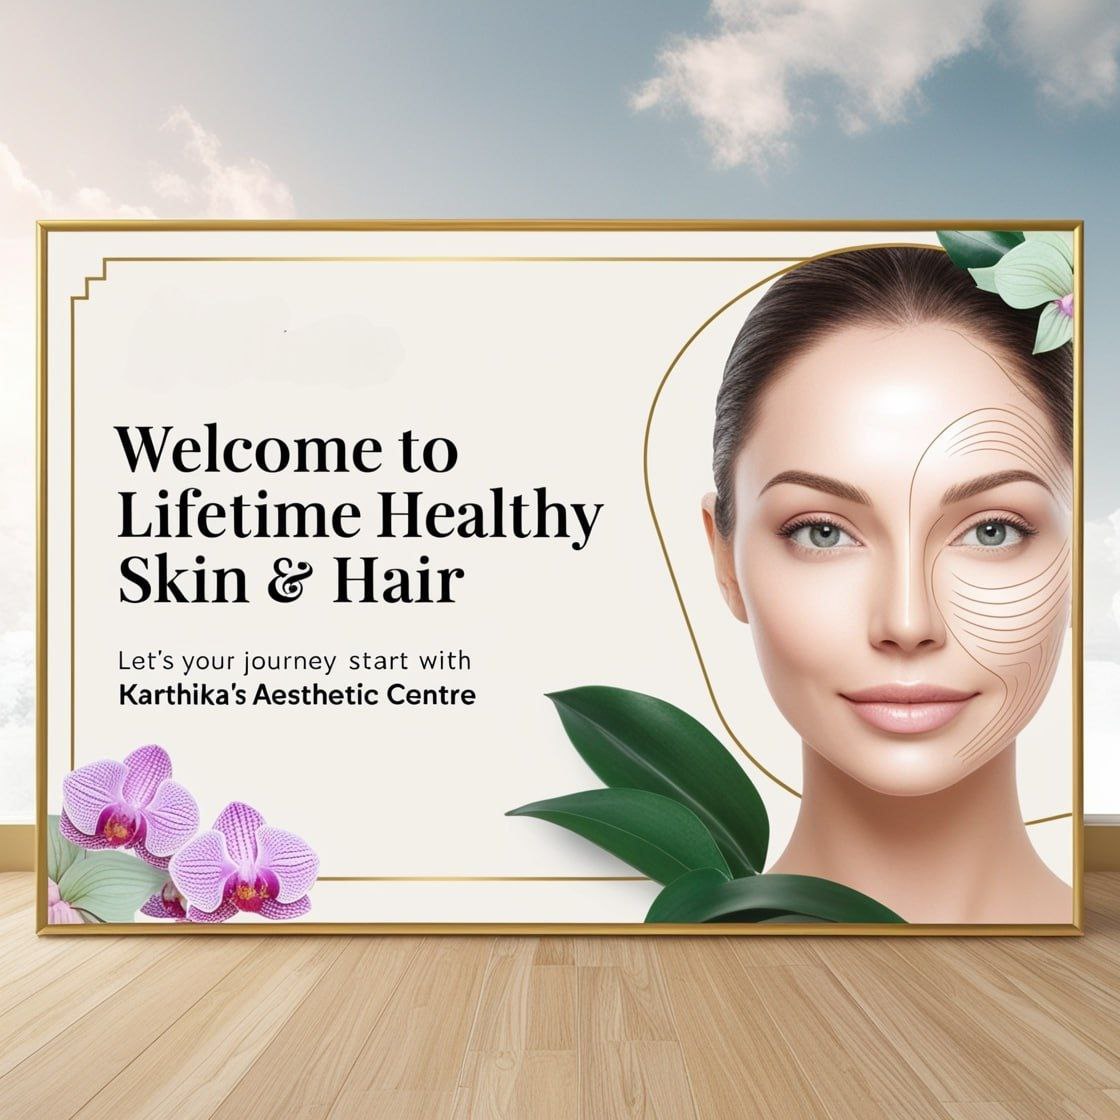 Welcome to
Lifetime Healthy
Skin & Hair
Let's your journey start with
Karthika's Aesthetic Centre